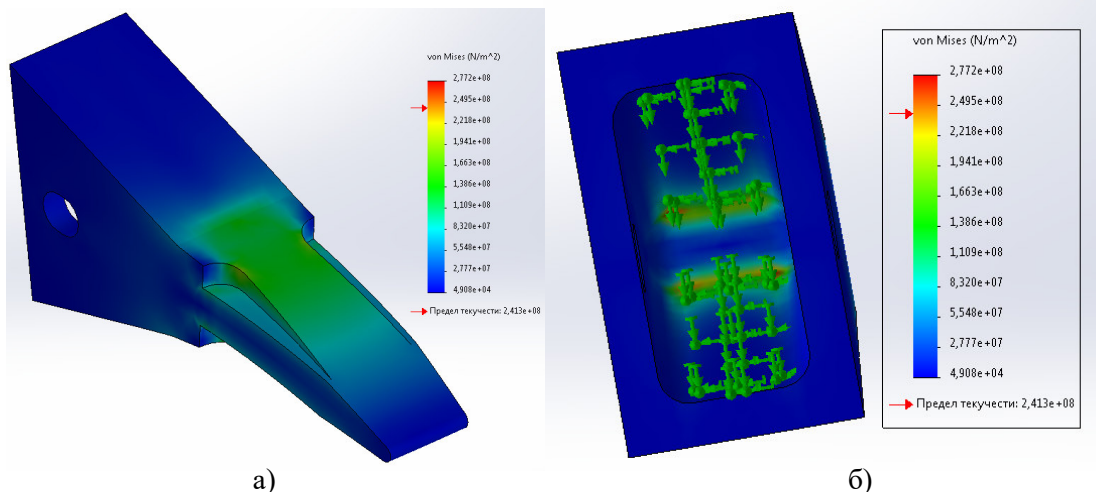 von Mises (N/m^2)
2,772e+08
2,495e+08
2,218e+08
1,941e+08
1,663e+08
1,386e+08
1,109e+08
8,320e+07
5,548e+07
2,777e+07
4,908e+04
Предел текучести: 2,413e+08
а)
von Mises (N/m^2)
2,772e+08
2,495e+08
2,218e+08
1,941e+08
1,663e+08
1,386e+08
1,109e+08
8,320e+07
5,548e+07
2,777e+07
4,908e+04
Предел текучести: 2,413e+08
б)